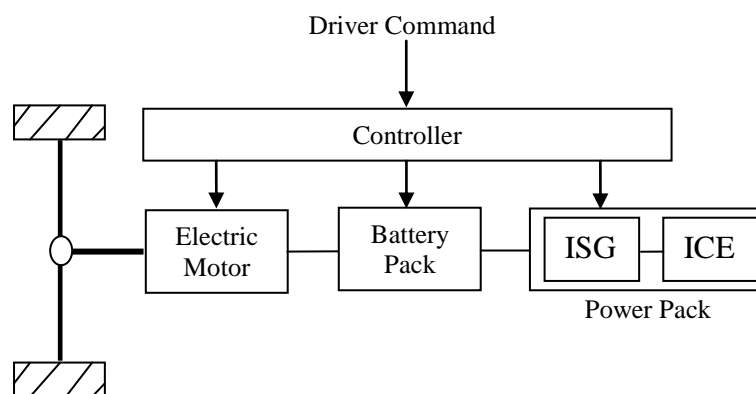 Driver Command
Controller
Electric
Motor
Battery
Pack
ISG
ICE
Power Pack